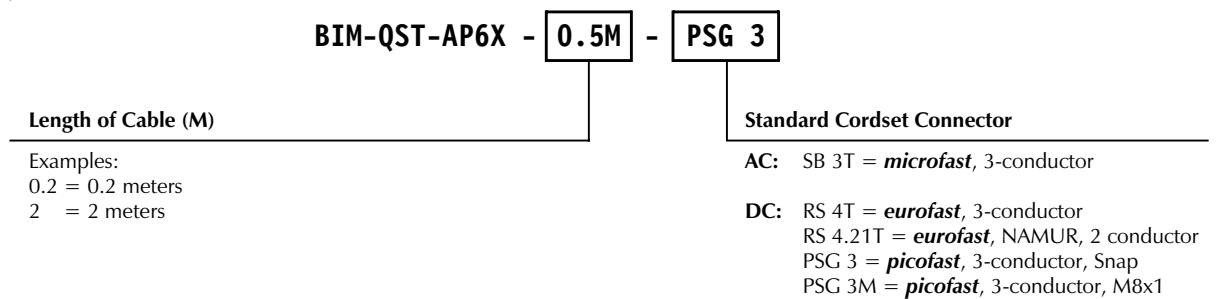 BIM-QST-AP6X - 0.5M - PSG 3
Length of Cable (M)
Examples:
0.2 = 0.2 meters
2 = 2 meters
Standard Cordset Connector
AC: SB 3T = microfast, 3-conductor
DC: RS 4T = eurofast, 3-conductor
RS 4.21T = eurofast, NAMUR, 2 conductor
PSG 3 = picofast, 3-conductor, Snap
PSG 3M = picofast, 3-conductor, M8x1